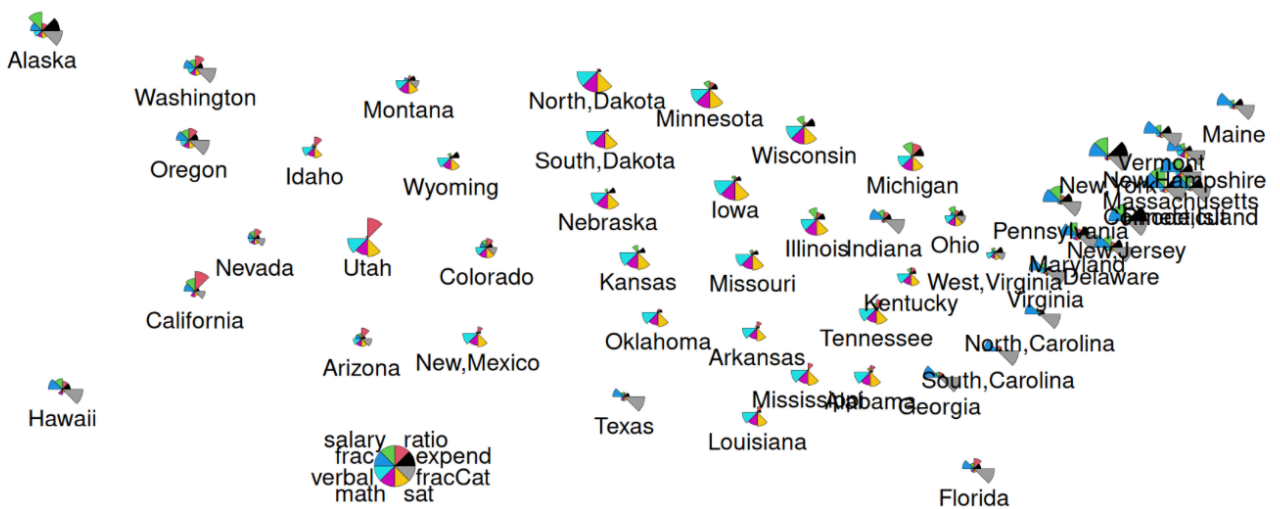 Alaska
Washington
Montana
North,Dakota
Minnesota
Maine
Oregon
Idaho
Wyoming
South,Dakota
Wisconsin
Michigan
Vermont
New,York
New,Hampshire
Massachusetts
Nebraska
Iowa
Connecticut
Rhode,Island
Nevada
Utah
Colorado
Kansas
Missouri
Illinois
Indiana
Ohio
Pennsylvania
New,Jersey
West,Virginia
Maryland
Delaware
California
Kentucky
Virginia
Oklahoma
Tennessee
North,Carolina
Arizona
New,Mexico
Arkansas
South,Carolina
Hawaii
Texas
Mississippi
Alabama
Georgia
Louisiana
salary ratio
frac expend
verbal fracCat
math sat
Florida